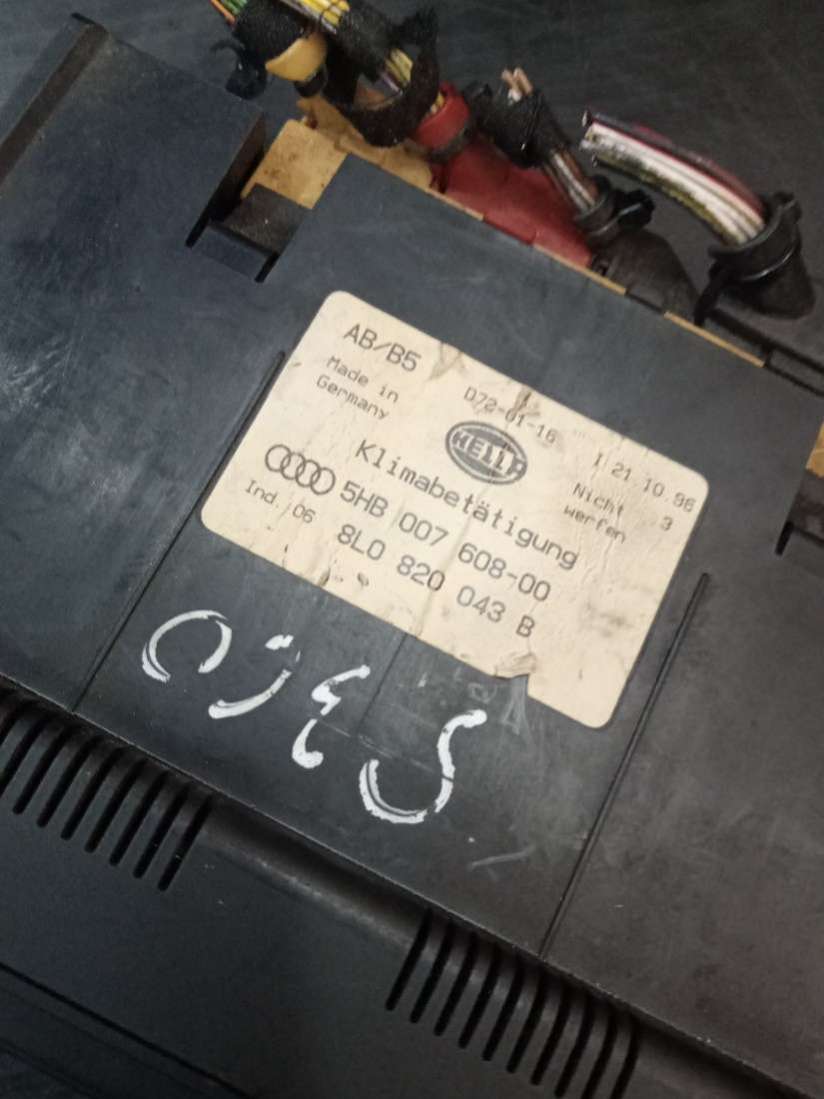 AB/B5
D72-01-16
I 21.10.96
Made in
Germany
HELLA
Nicht 3
werfen
Klimabetätigung
5HB 007 608-00
Ind. 06
8L0 820 043 B